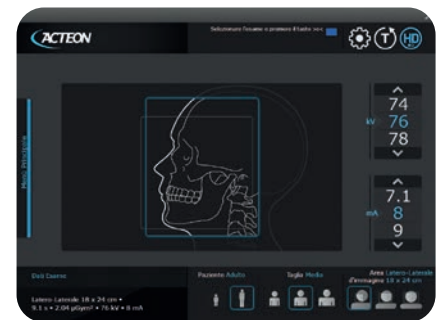 ACTEON
Selezionare l'esame o premere il tasto >o<
T
HD
Menù Principale
74
kV 76
78
7.1
mA 8
9
Dati Esame
Latero-Laterale 18 x 24 cm •
9.1 s • 2.04 µGym² • 76 kV • 8 mA
Paziente Adulto
Taglia Medio
Area Latero-Laterale
d'immagine 18 x 24 cm